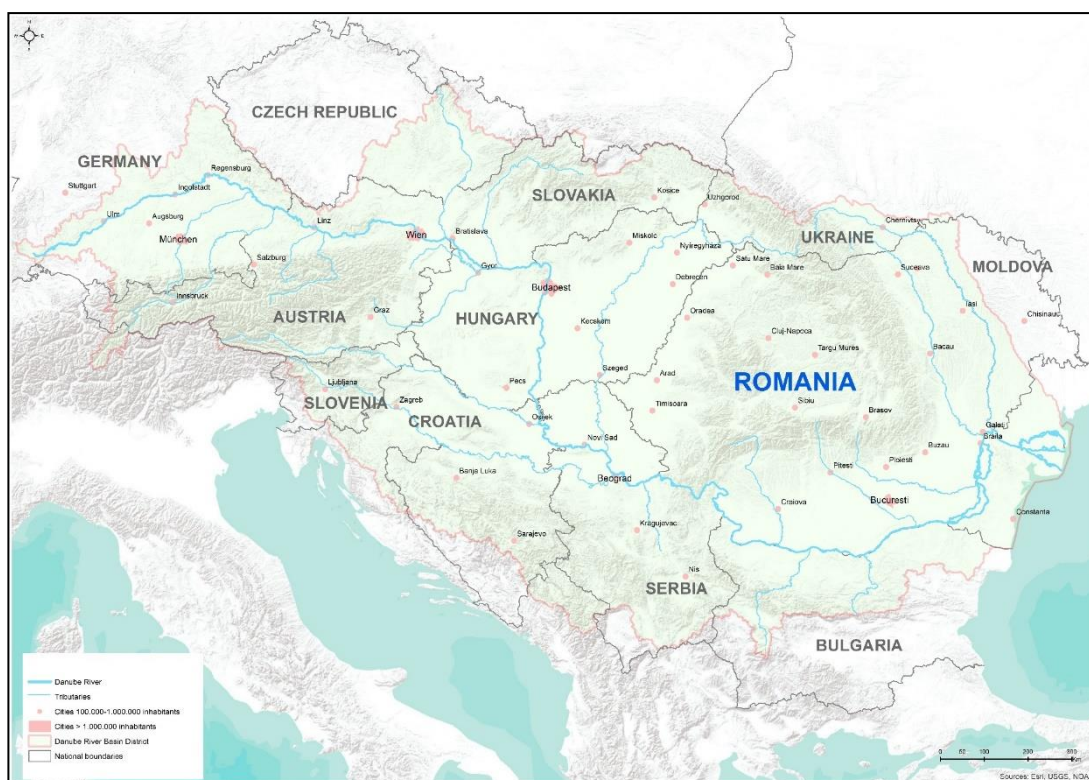 N
CZECH REPUBLIC
GERMANY
Regensburg
Stuttgart
Ingolstadt
SLOVAKIA
Kosice
Uzhgorod
Ulm
Augsburg
Linz
Chernivtsy
München
Wien
Bratislava
Miskolc
UKRAINE
Nyiregyhaza
Salzburg
Gyor
Satu Mare
Baia Mare
Suceava
MOLDOVA
Debrecen
Budapest
Innsbruck
Iasi
AUSTRIA
Graz
HUNGARY
Oradea
Chisinau
Kecskem
Cluj-Napoca
Targu Mures
Bacau
Szeged
Arad
ROMANIA
Ljubljana
Pecs
SLOVENIA
Zagreb
Timisoara
Sibiu
Brasov
CROATIA
Osijek
Galati
Braila
Novi Sad
Buzau
Ploiesti
Banja Luka
Beograd
Pitesti
Bucuresti
Craiova
Constanta
Kragujevac
Sarajevo
Nis
SERBIA
BULGARIA
Danube River
Tributaries
Cities 100.000-1.000.000 inhabitants
Cities > 1.000.000 inhabitants
Danube River Basin District
National boundaries
0 50 100 200 300
Sources: Esri, USGS, NOA